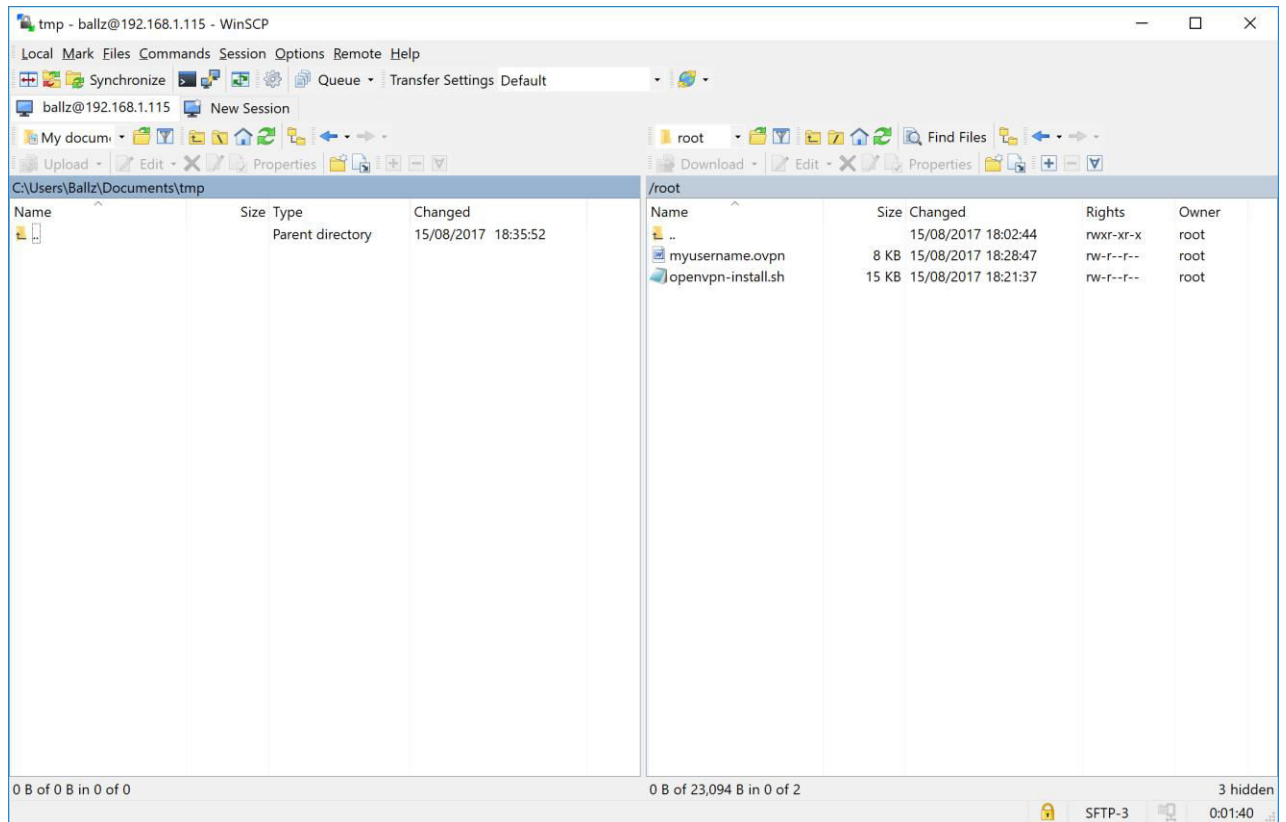 tmp - ballz@192.168.1.115 - WinSCP
Local Mark Files Commands Session Options Remote Help
Synchronize Queue Transfer Settings Default
ballz@192.168.1.115 New Session
My docum root Find Files
Upload Edit Properties Download Edit Properties
C:\Users\Ballz\Documents\tmp /root
Name Size Type Changed Name Size Changed Rights Owner
.. Parent directory 15/08/2017 18:35:52 .. 15/08/2017 18:02:44 rwxr-xr-x root
myusername.ovpn 8 KB 15/08/2017 18:28:47 rw-r--r-- root
openvpn-install.sh 15 KB 15/08/2017 18:21:37 rw-r--r-- root
0 B of 0 B in 0 of 0 0 B of 23,094 B in 0 of 2 3 hidden
SFTP-3 0:01:40